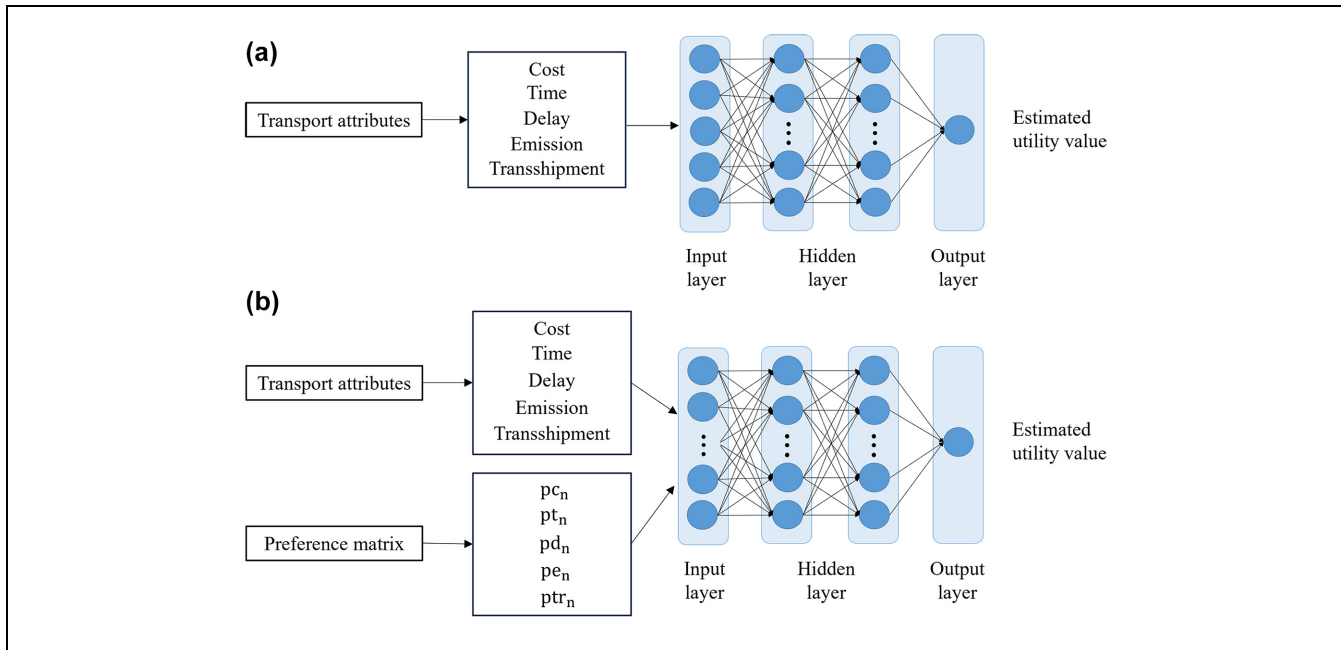 (a)
Transport attributes
Cost
Time
Delay
Emission
Transshipment
Estimated
utility value
Input
layer
Hidden
layer
Output
layer
(b)
Transport attributes
Cost
Time
Delay
Emission
Transshipment
Preference matrix
pcₙ
ptₙ
pdₙ
peₙ
ptrₙ
Estimated
utility value
Input
layer
Hidden
layer
Output
layer